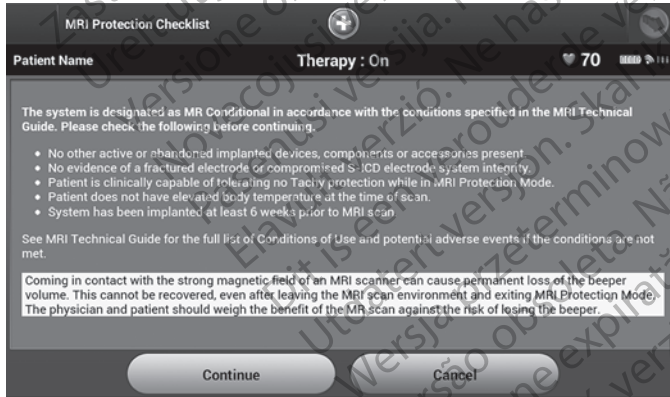 MRI Protection Checklist
Patient Name
Therapy : On
70
The system is designated as MR Conditional in accordance with the conditions specified in the MRI Technical
Guide. Please check the following before continuing.
• No other active or abandoned implanted devices, components or accessories present
• No evidence of a fractured electrode or compromised S-ICD electrode system integrity.
• Patient is clinically capable of tolerating no Tachy protection while in MRI Protection Mode.
• Patient does not have elevated body temperature at the time of scan.
• System has been implanted at least 6 weeks prior to MRI scan
See MRI Technical Guide for the full list of Conditions of Use and potential adverse events if the conditions are not
met.
Coming in contact with the strong magnetic field of an MRI scanner can cause permanent loss of the beeper
volume. This cannot be recovered, even after leaving the MRI scan environment and exiting MRI Protection Mode.
The physician and patient should weigh the benefit of the MR scan against the risk of losing the beeper.
Continue
Cancel